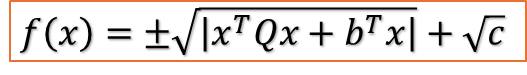 f(x) = ±√|xᵀQx + bᵀx| + √c